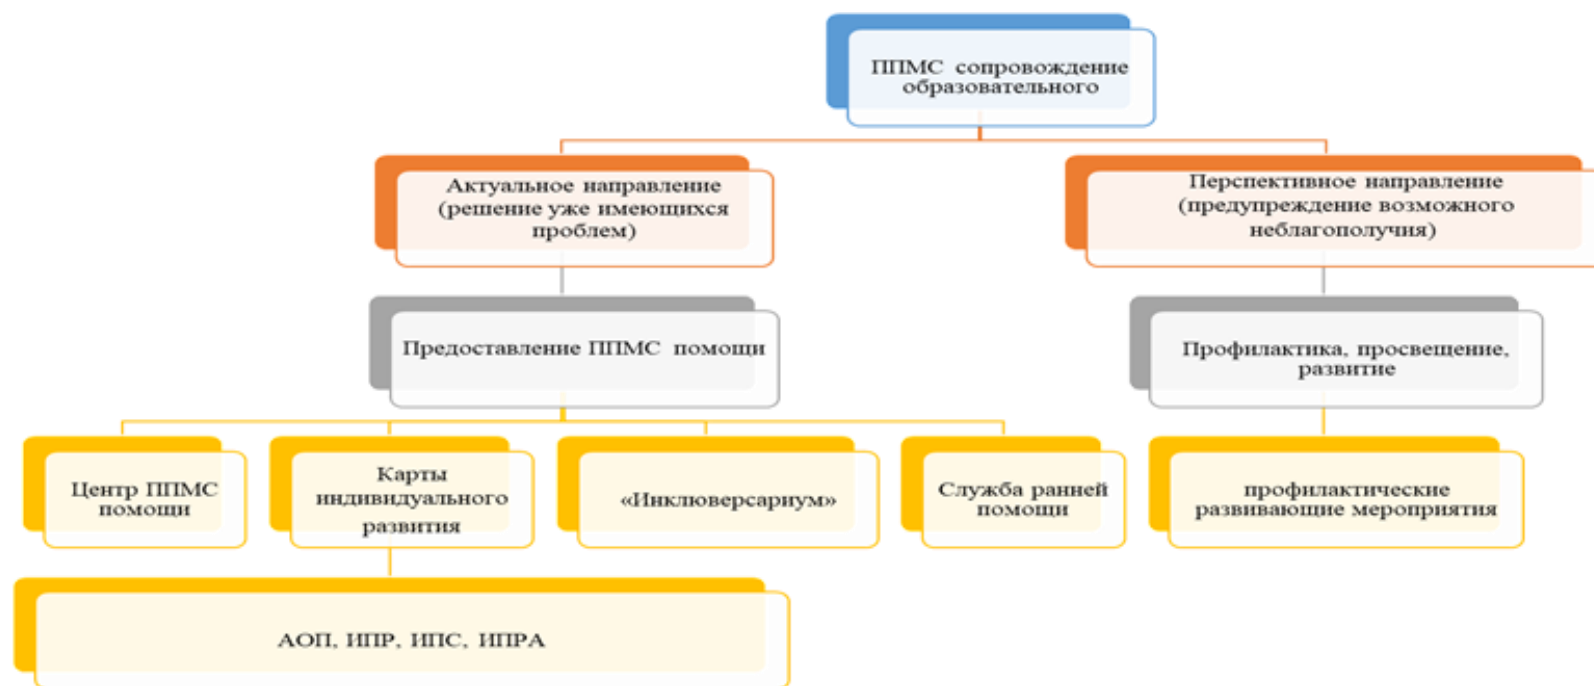 ППМС сопровождение
образовательного
Актуальное направление
(решение уже имеющихся
проблем)
Перспективное направление
(предупреждение возможного
неблагополучия)
Предоставление ППМС помощи
Профилактика, просвещение,
развитие
Центр ППМС
помощи
Карты
индивидуального
развития
«Инклюверсариум»
Служба ранней
помощи
профилактические
развивающие мероприятия
АОП, ИПР, ИПС, ИПРА